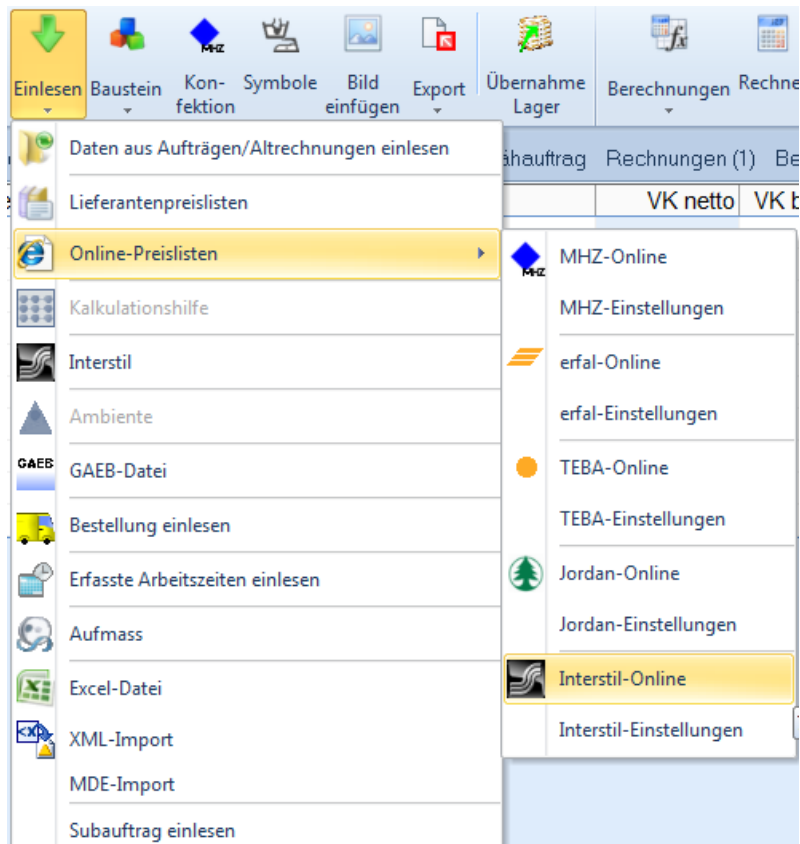 Einlesen
Baustein
Kon-
fektion
Symbole
Bild
einfügen
Export
Übernahme
Lager
Berechnungen
Rechne
MHZ
ähauftrag Rechnungen (1) Be
VK netto VK b
Daten aus Aufträgen/Altrechnungen einlesen
Lieferantenpreislisten
Online-Preislisten
Kalkulationshilfe
Interstil
Ambiente
GAEB GAEB-Datei
Bestellung einlesen
Erfasste Arbeitszeiten einlesen
Aufmass
Excel-Datei
XML-Import
MDE-Import
Subauftrag einlesen
MHZ MHZ-Online
MHZ-Einstellungen
erfal-Online
erfal-Einstellungen
TEBA-Online
TEBA-Einstellungen
Jordan-Online
Jordan-Einstellungen
Interstil-Online
Interstil-Einstellungen